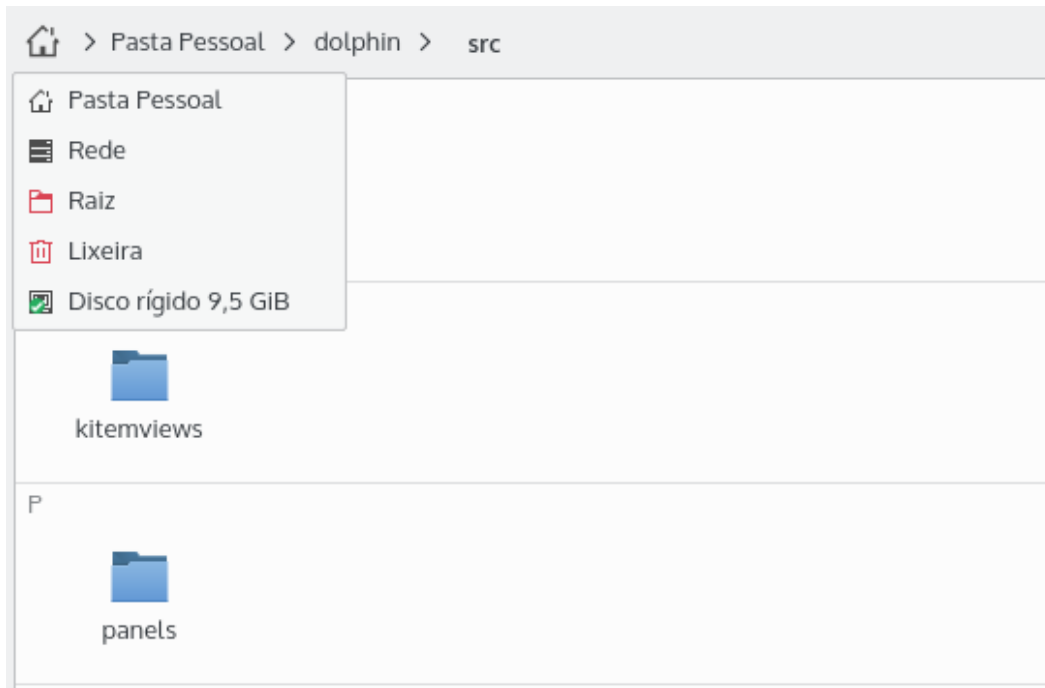 Pasta Pessoal > dolphin > src
Pasta Pessoal
Rede
Raiz
Lixeira
Disco rígido 9,5 GiB
kitemviews
P
panels